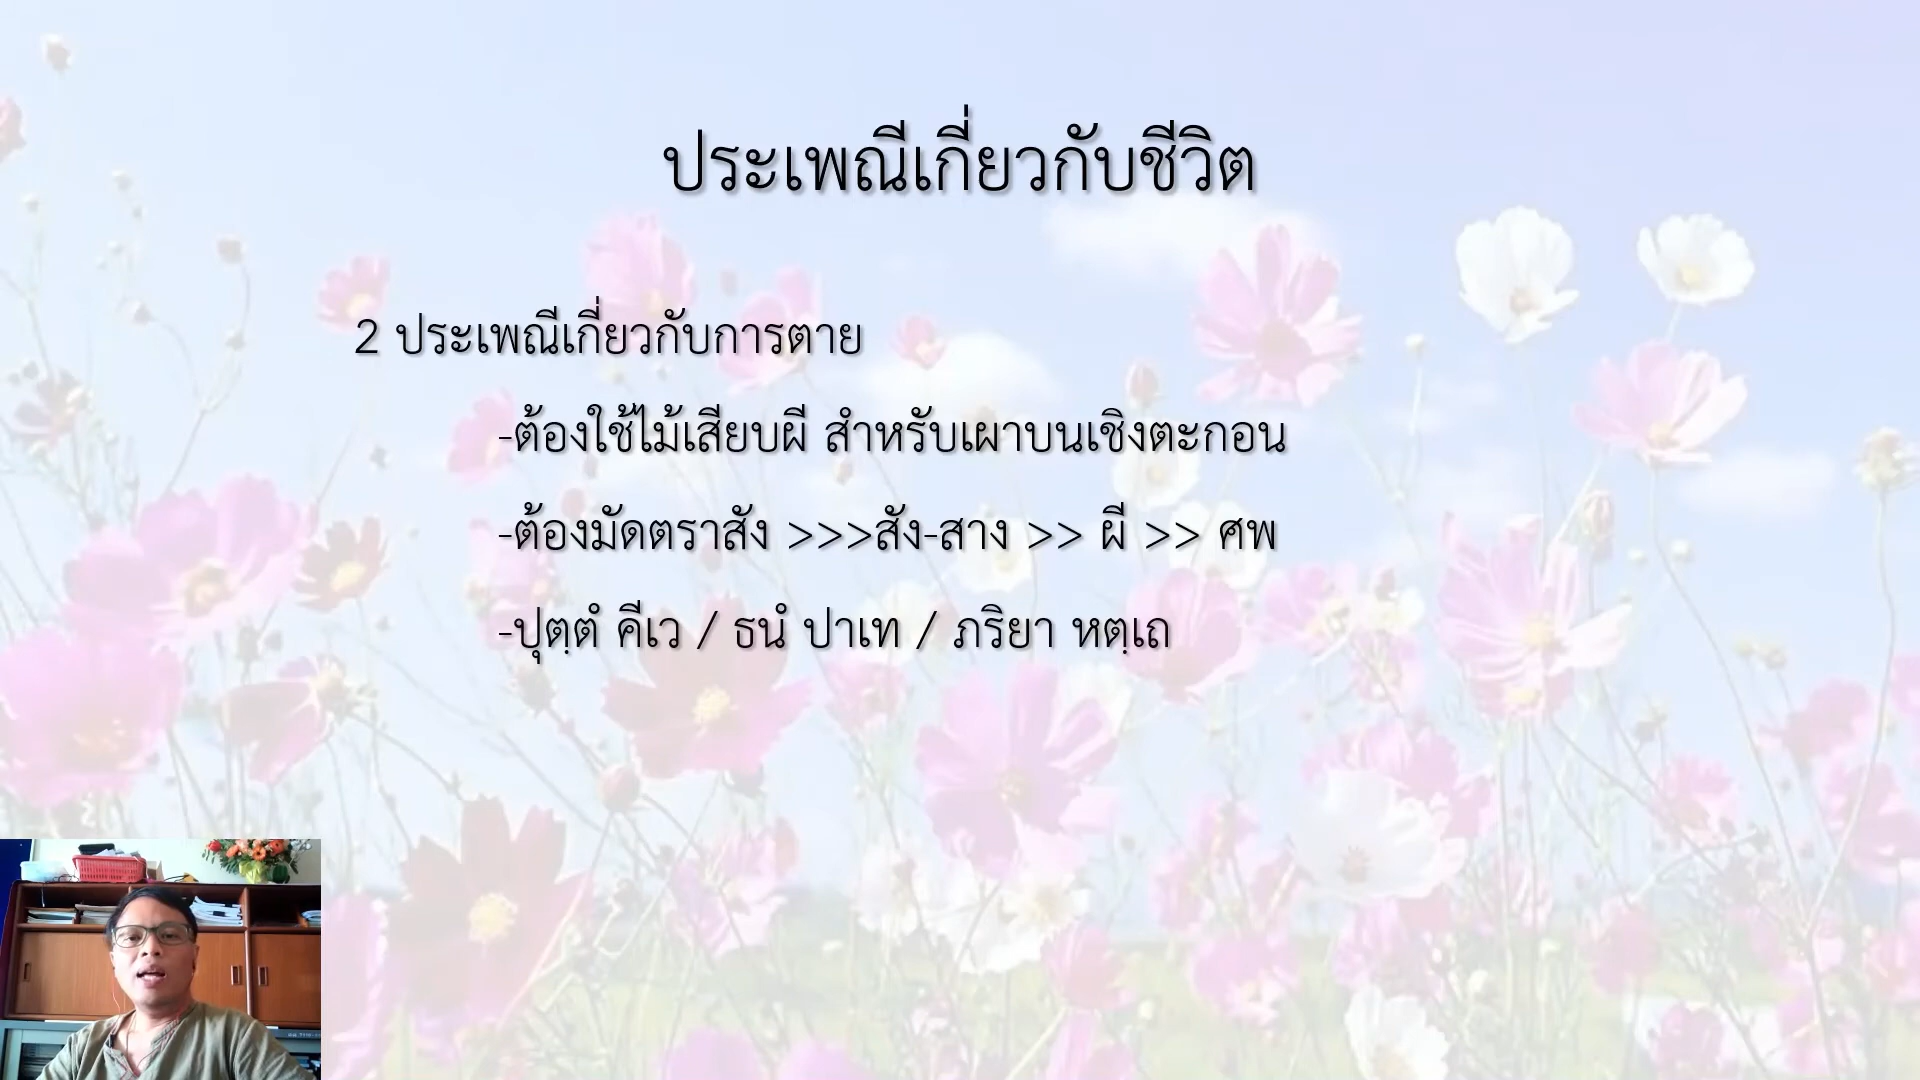 ประเพณีเกี่ยวกับชีวิต
2 ประเพณีเกี่ยวกับการตาย
-ต้องใช้ไม้เสียบผี สำหรับเผาบนเชิงตะกอน
-ต้องมัดตราสัง >>>สัง-สาง >> ผี >> ศพ
-ปุตฺตํ คีเว / ธนํ ปาเท / ภริยา หตฺเถ